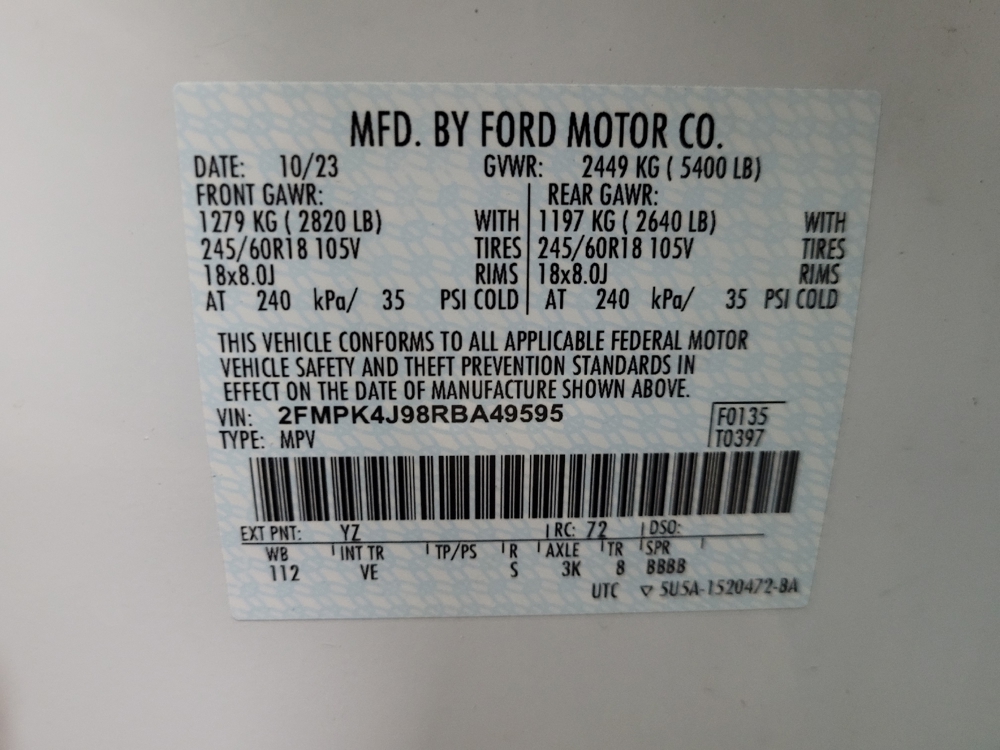 MFD. BY FORD MOTOR CO.
DATE: 10/23 GVWR: 2449 KG ( 5400 LB)
FRONT GAWR: REAR GAWR:
1279 KG ( 2820 LB) WITH 1197 KG ( 2640 LB) WITH
245/60R18 105V TIRES 245/60R18 105V TIRES
18x8.0J RIMS 18x8.0J RIMS
AT 240 kPa/ 35 PSI COLD AT 240 kPa/ 35 PSI COLD
THIS VEHICLE CONFORMS TO ALL APPLICABLE FEDERAL MOTOR
VEHICLE SAFETY AND THEFT PREVENTION STANDARDS IN
EFFECT ON THE DATE OF MANUFACTURE SHOWN ABOVE.
VIN: 2FMPK4J98RBA49595 F0135
TYPE: MPV T0397
EXT PNT: YZ RC: 72 DSO:
WB INT TR TP/PS R AXLE TR SPR
112 VE S 3K 8 BBBB
UTC ▽ 5U5A-1520472-BA